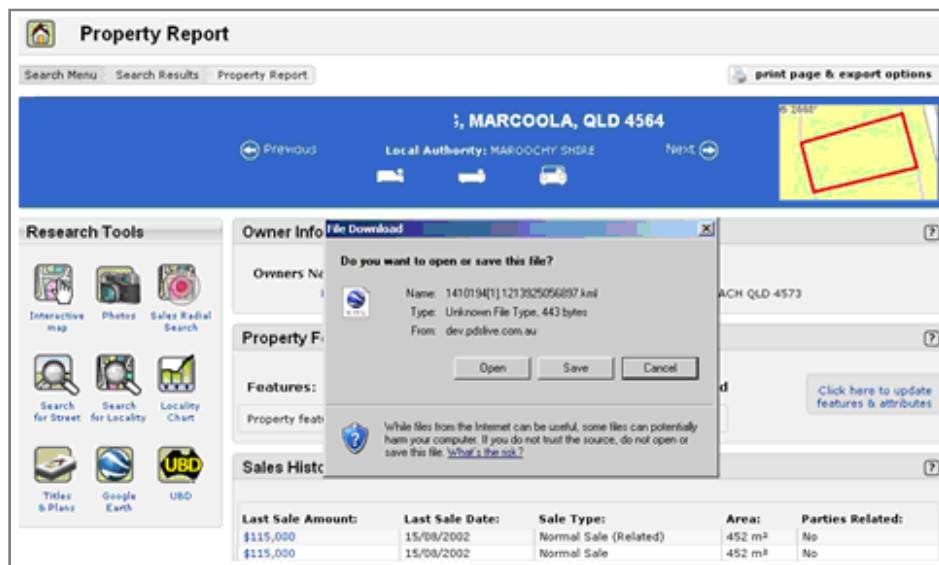 Property Report
Search Menu Search Results Property Report
print page & export options
, MARCOOLA, QLD 4564
Previous
Local Authority: MAROOCHY SHIRE
Next
Research Tools
Interactive map
Photos
Sales Radial Search
Search for Street
Search for Locality
Locality Chart
Titles & Plans
Google Earth
UBD
UBD
Owner Info
?
Owners Na
ACH QLD 4573
File Download
Do you want to open or save this file?
Name: 1410194[1].1213925056897.kml
Type: Unknown File Type, 443 bytes
From: dev.pdslive.com.au
Open Save Cancel
While files from the Internet can be useful, some files can potentially
harm your computer. If you do not trust the source, do not open or
save this file. What's the risk?
Property F
?
Features:
d
Click here to update
features & attributes
Property feat
Sales Histo
?
Last Sale Amount: Last Sale Date: Sale Type: Area: Parties Related:
$115,000 15/08/2002 Normal Sale (Related) 452 m² No
$115,000 15/08/2002 Normal Sale 452 m² No